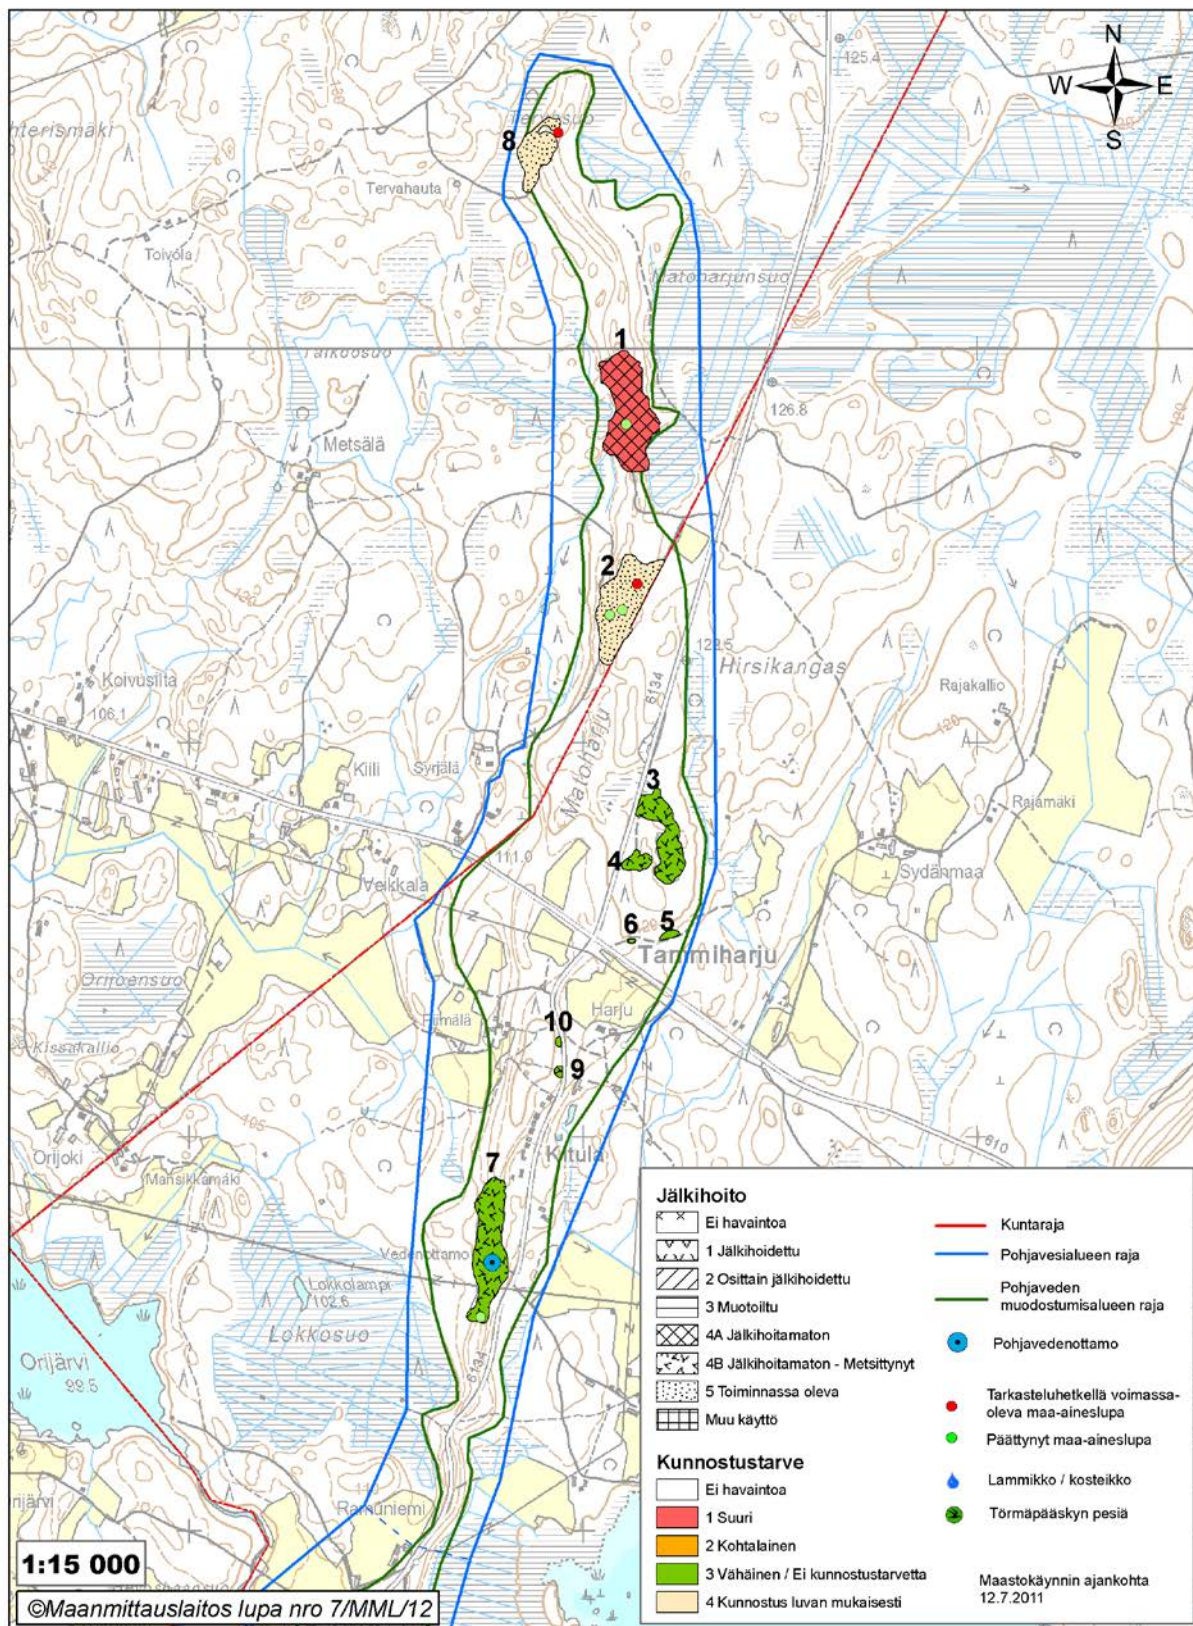 N
W E
S
125.4
Tervasuo
8
Tervahauta
Toivola
Matoharjunsuo
1
Talkoosuo
126.8
Metsälä
2
122.5
Hirsikangas
Koivusilta
106.1
6134
Rajakallio
Matoharju
Kiili
Syrjälä
3
Rajamäki
4
111.0
Veikkala
Sydänmaa
6
5
Tammiharju
Orijoensuo
Harju
10
Kissakallio
9
105
Orijoki
Kitula
610
Mansikkamäki
7
Vedenottamo
Lokkolampi
102.6
Lokkosuo
Orijärvi
99.5
6134
Ramuniemi
Jälkihoito
Ei havaintoa
1 Jälkihoidettu
2 Osittain jälkihoidettu
3 Muotoiltu
4A Jälkihoitamaton
4B Jälkihoitamaton - Metsittynyt
5 Toiminnassa oleva
Muu käyttö
Kunnostustarve
Ei havaintoa
1 Suuri
2 Kohtalainen
3 Vähäinen / Ei kunnostustarvetta
4 Kunnostus luvan mukaisesti
Kuntaraja
Pohjavesialueen raja
Pohjaveden
muodostumisalueen raja
Pohjavedenottamo
Tarkasteluhetkellä voimassa-
oleva maa-aineslupa
Päättynyt maa-aineslupa
Lammikko / kosteikko
Törmäpääskyn pesiä
Maastokäynnin ajankohta
12.7.2011
1:15 000
©Maanmittauslaitos lupa nro 7/MML/12